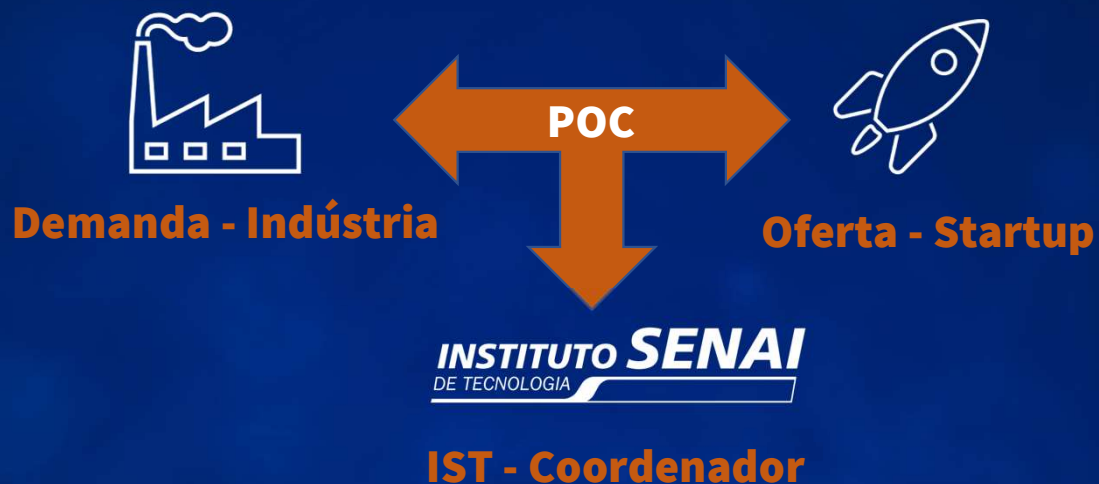 POC
Demanda - Indústria
Oferta - Startup
INSTITUTO SENAI
DE TECNOLOGIA
IST - Coordenador